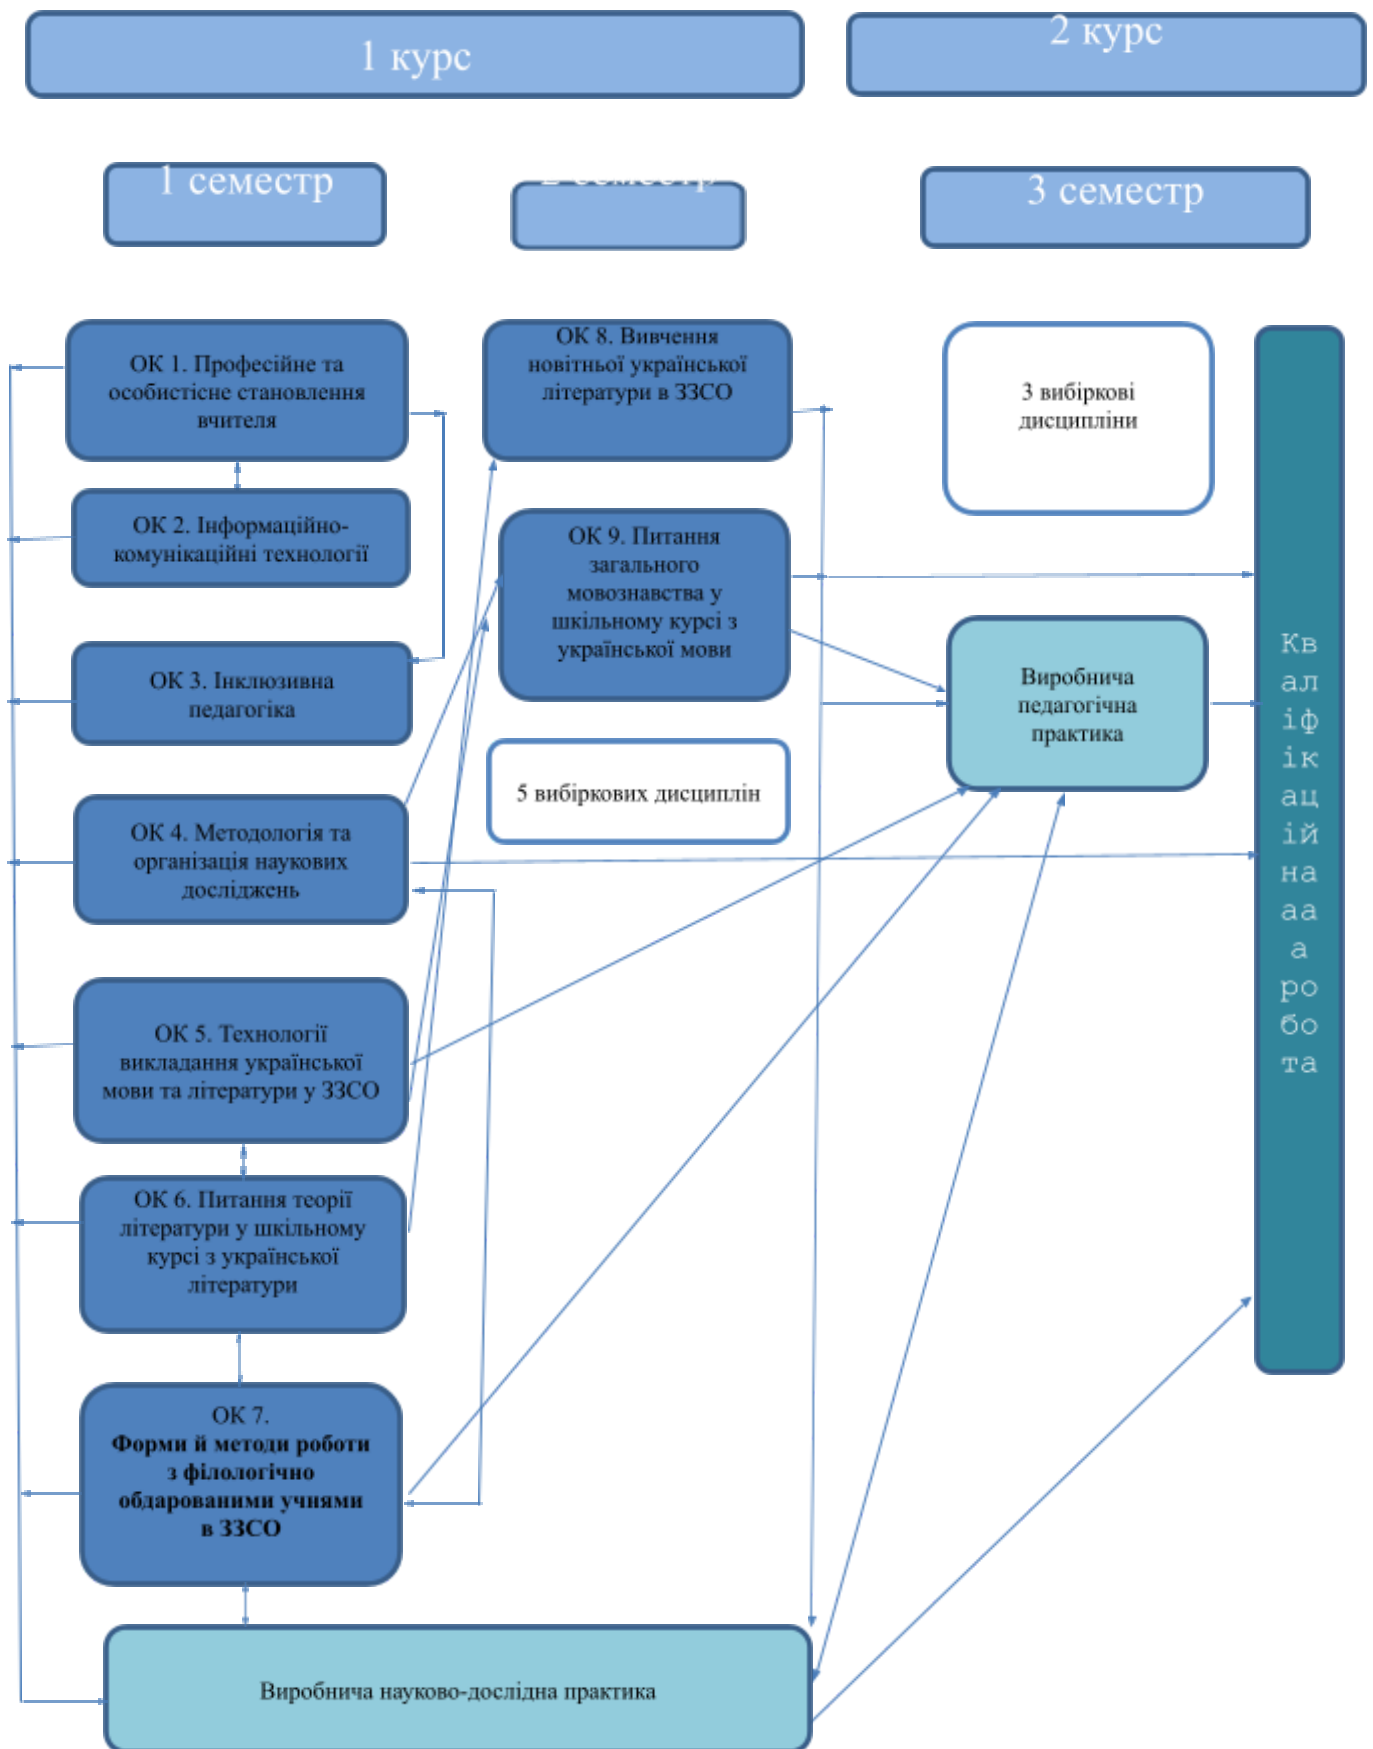 1 курс
2 курс
1 семестр
2 семестр
3 семестр
ОК 1. Професійне та
особистісне становлення
вчителя
ОК 2. Інформаційно-
комунікаційні технології
ОК 3. Інклюзивна
педагогіка
ОК 4. Методологія та
організація наукових
досліджень
ОК 5. Технології
викладання української
мови та літератури у ЗЗСО
ОК 6. Питання теорії
літератури у шкільному
курсі з української
літератури
ОК 7.
Форми й методи роботи
з філологічно
обдарованими учнями
в ЗЗСО
Виробнича науково-дослідна практика
ОК 8. Вивчення
новітньої української
літератури в ЗЗСО
ОК 9. Питання
загального
мовознавства у
шкільному курсі з
української мови
5 вибіркових дисциплін
3 вибіркові
дисципліни
Виробнича
педагогічна
практика
Кв
ал
іф
ік
ац
ій
на
аа
а
ро
бо
та